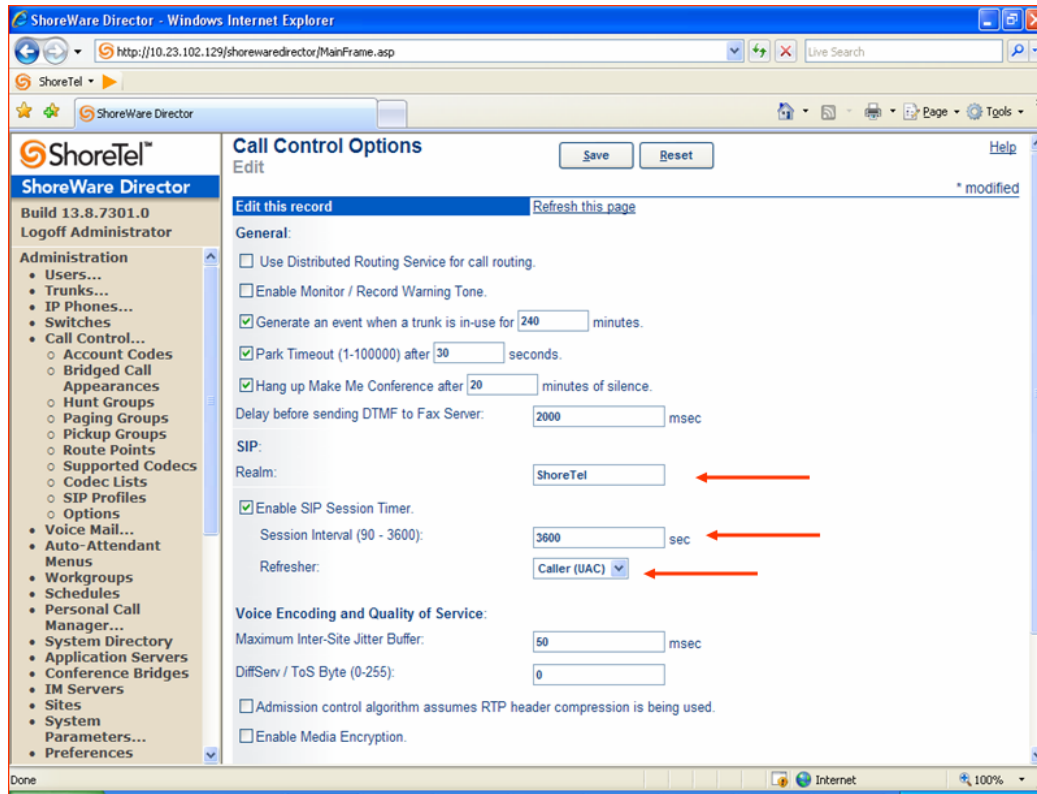 ShoreWare Director - Windows Internet Explorer
http://10.23.102.129/shorewaredirector/MainFrame.asp
Live Search
ShoreTel
ShoreWare Director
Page
Tools
ShoreTel™
ShoreWare Director
Build 13.8.7301.0
Logoff Administrator
Administration
• Users...
• Trunks...
• IP Phones...
• Switches
• Call Control...
○ Account Codes
○ Bridged Call
Appearances
○ Hunt Groups
○ Paging Groups
○ Pickup Groups
○ Route Points
○ Supported Codecs
○ Codec Lists
○ SIP Profiles
○ Options
• Voice Mail...
• Auto-Attendant
Menus
• Workgroups
• Schedules
• Personal Call
Manager...
• System Directory
• Application Servers
• Conference Bridges
• IM Servers
• Sites
• System
Parameters...
• Preferences
Call Control Options
Edit
Save Reset
Help
* modified
Edit this record Refresh this page
General:
Use Distributed Routing Service for call routing.
Enable Monitor / Record Warning Tone.
Generate an event when a trunk is in-use for 240 minutes.
Park Timeout (1-100000) after 30 seconds.
Hang up Make Me Conference after 20 minutes of silence.
Delay before sending DTMF to Fax Server: 2000 msec
SIP:
Realm: ShoreTel
Enable SIP Session Timer.
Session Interval (90 - 3600): 3600 sec
Refresher: Caller (UAC)
Voice Encoding and Quality of Service:
Maximum Inter-Site Jitter Buffer: 50 msec
DiffServ / ToS Byte (0-255): 0
Admission control algorithm assumes RTP header compression is being used.
Enable Media Encryption.
Done
Internet
100%